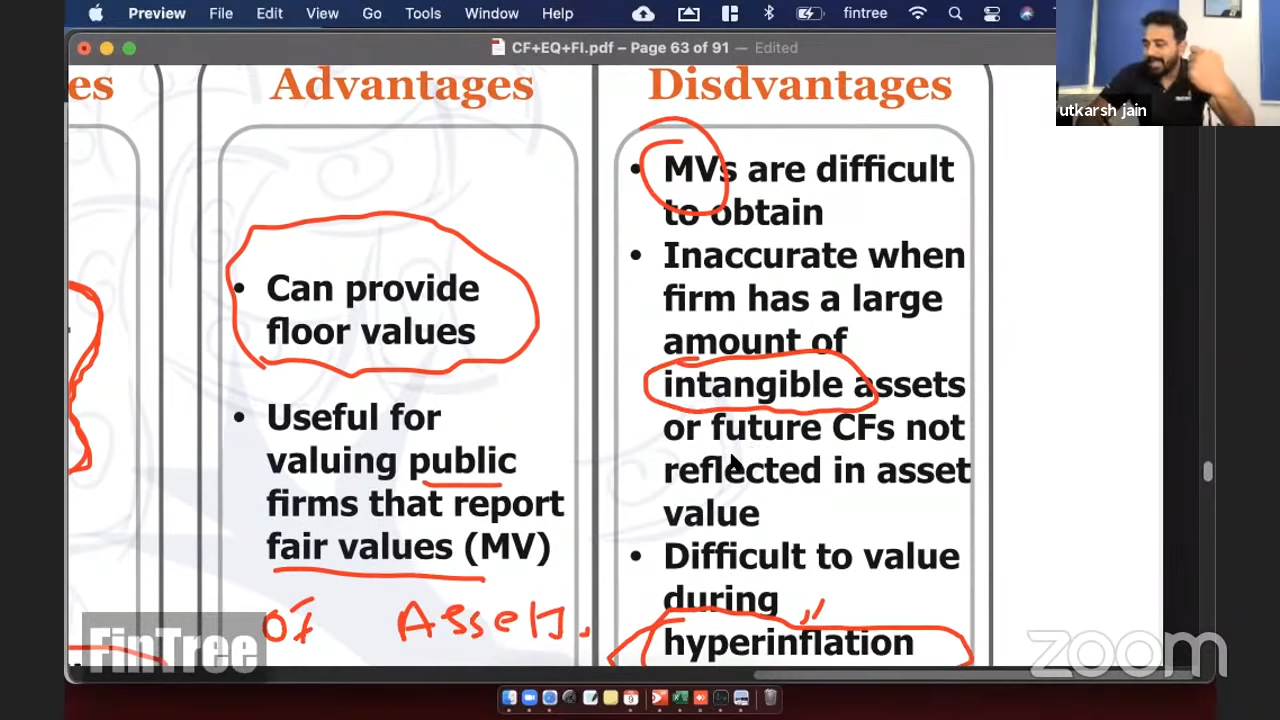 Preview File Edit View Go Tools Window Help fintree
CF+EQ+FI.pdf – Page 63 of 91 — Edited
utkarsh jain
es
Advantages
• Can provide
floor values
• Useful for
valuing public
firms that report
fair values (MV)
of Assets.
Disdvantages
• MVs are difficult
to obtain
• Inaccurate when
firm has a large
amount of
intangible assets
or future CFs not
reflected in asset
value
• Difficult to value
during
hyperinflation
FinTree
zoom